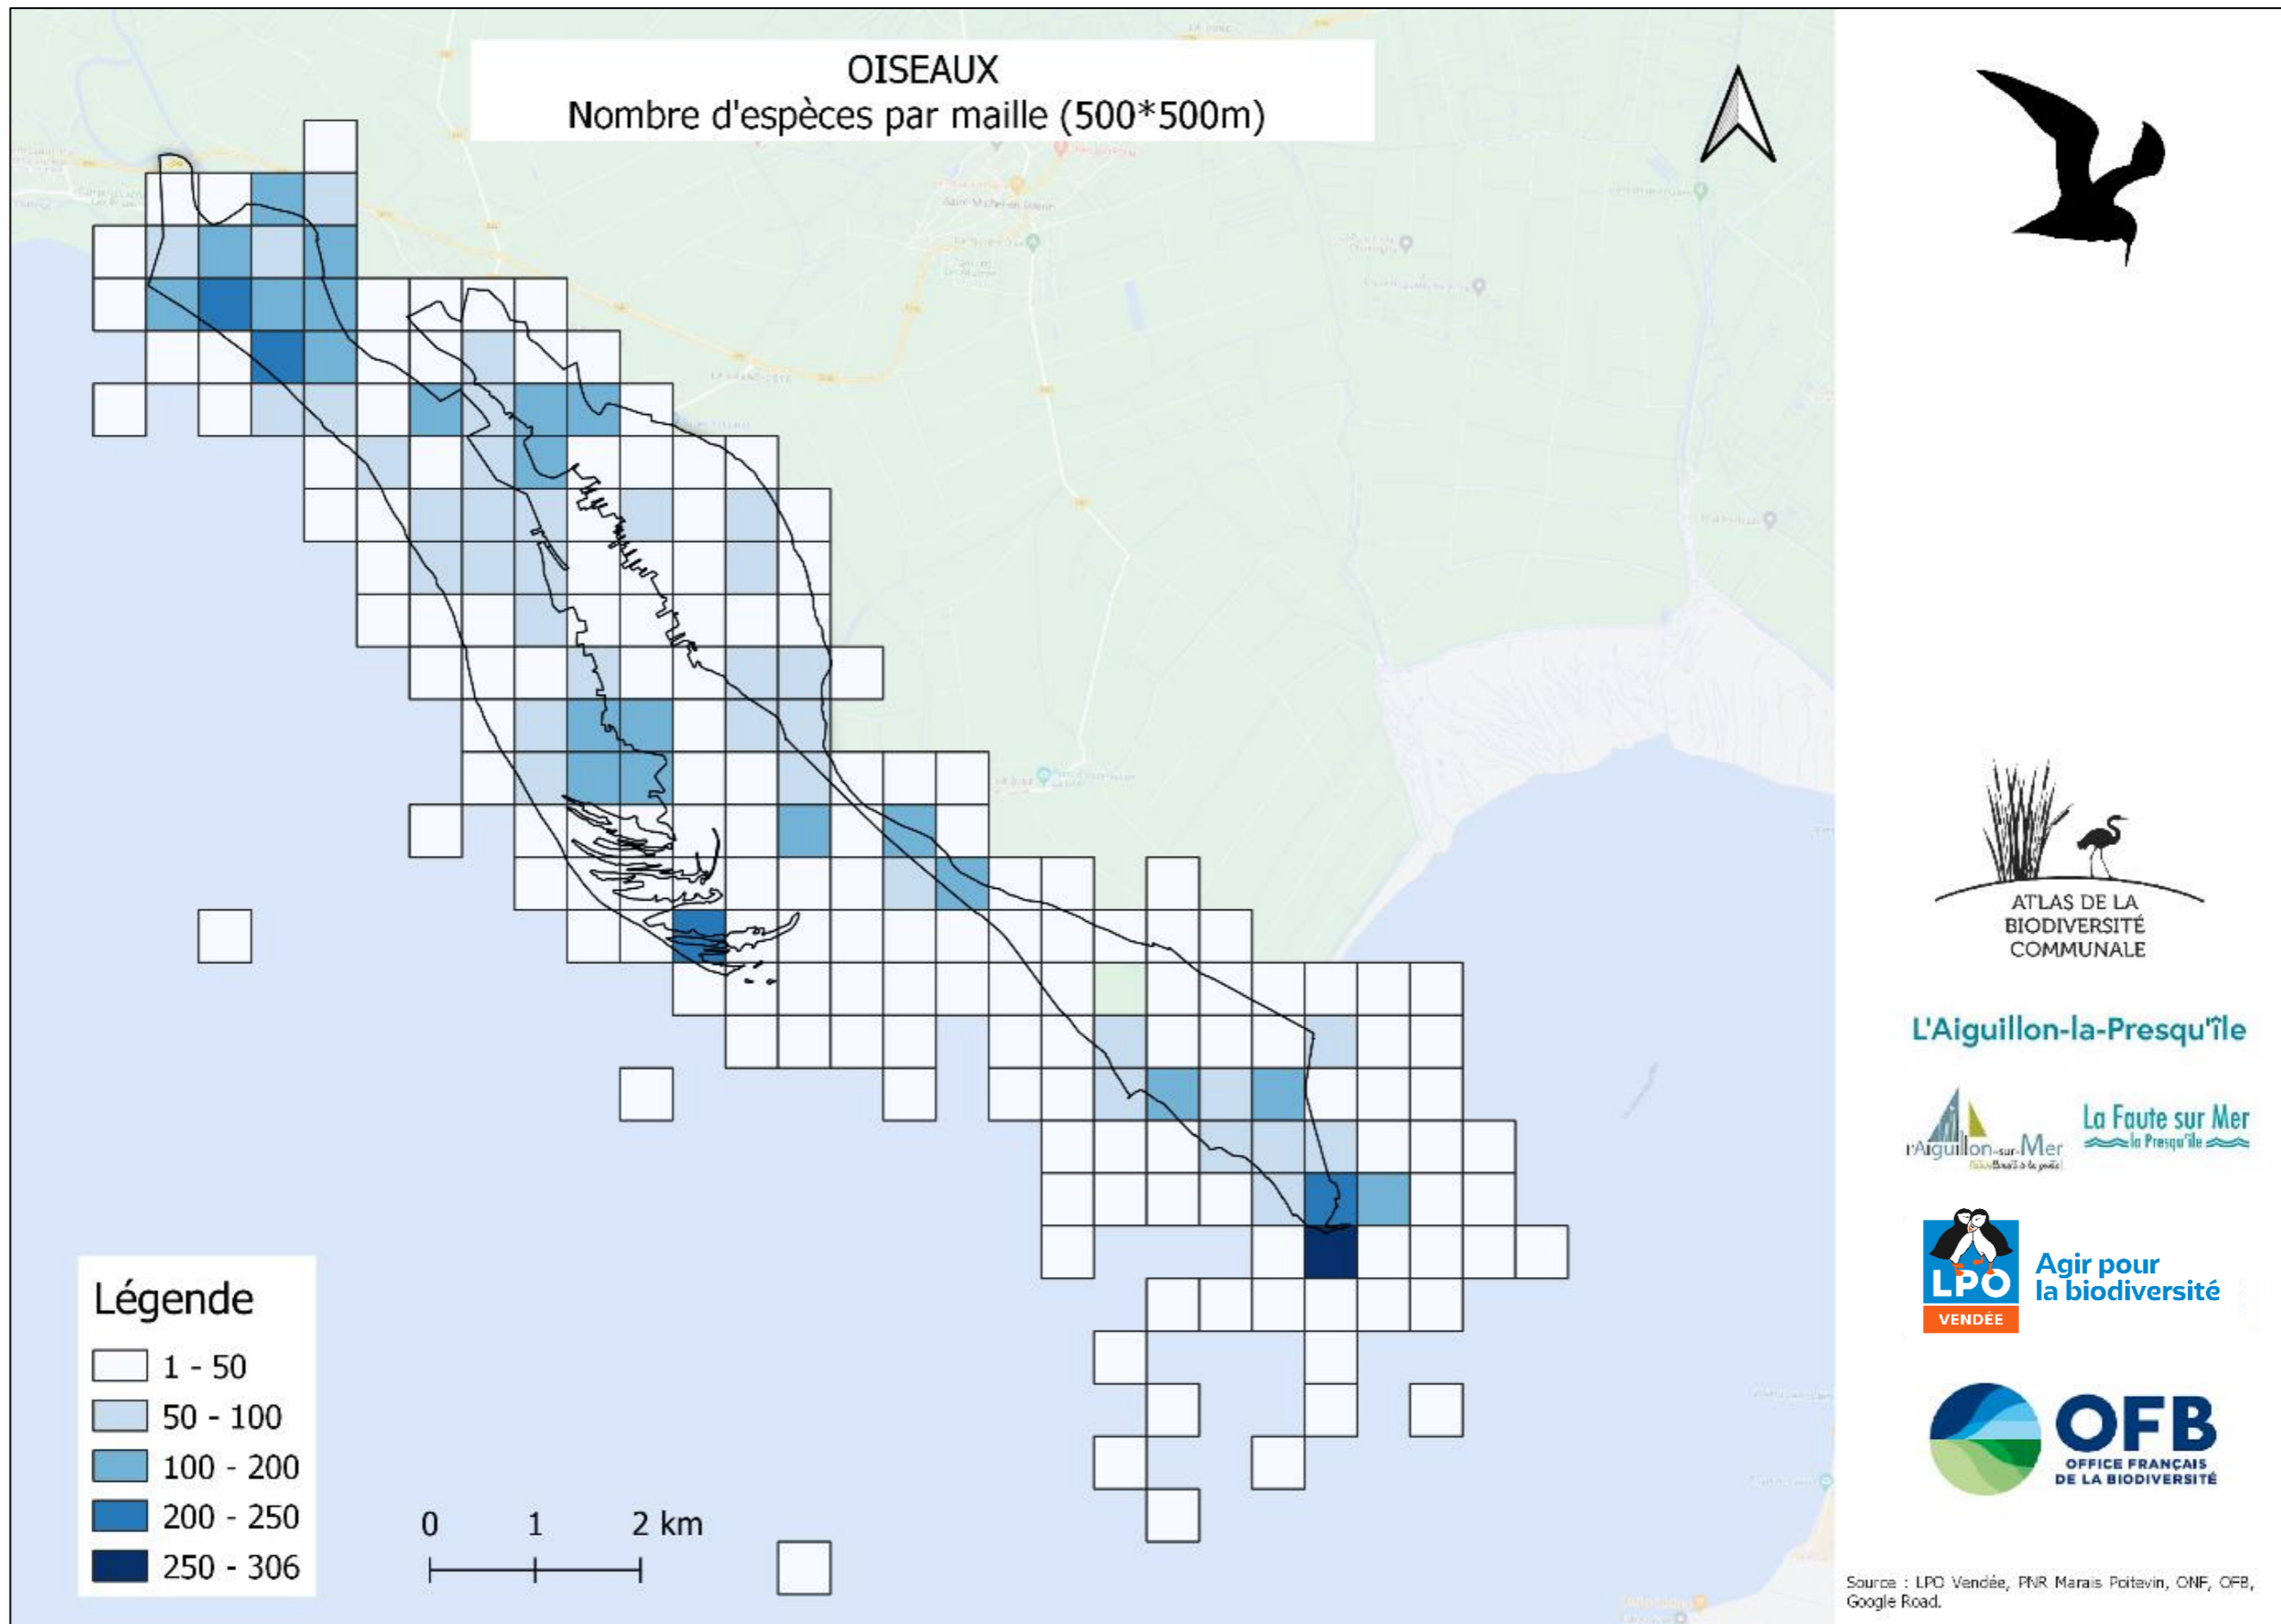 OISEAUX
Nombre d'espèces par maille (500*500m)
Légende
1 - 50
50 - 100
100 - 200
200 - 250
250 - 306
0 1 2 km
ATLAS DE LA
BIODIVERSITÉ
COMMUNALE
L'Aiguillon-la-Presqu'île
l'Aiguillon-sur-Mer
La Faute sur Mer
la Presqu'île
LPO
VENDÉE
Agir pour
la biodiversité
OFB
OFFICE FRANÇAIS
DE LA BIODIVERSITÉ
Source : LPO Vendée, PNR Marais Poitevin, ONF, OFB,
Google Road.